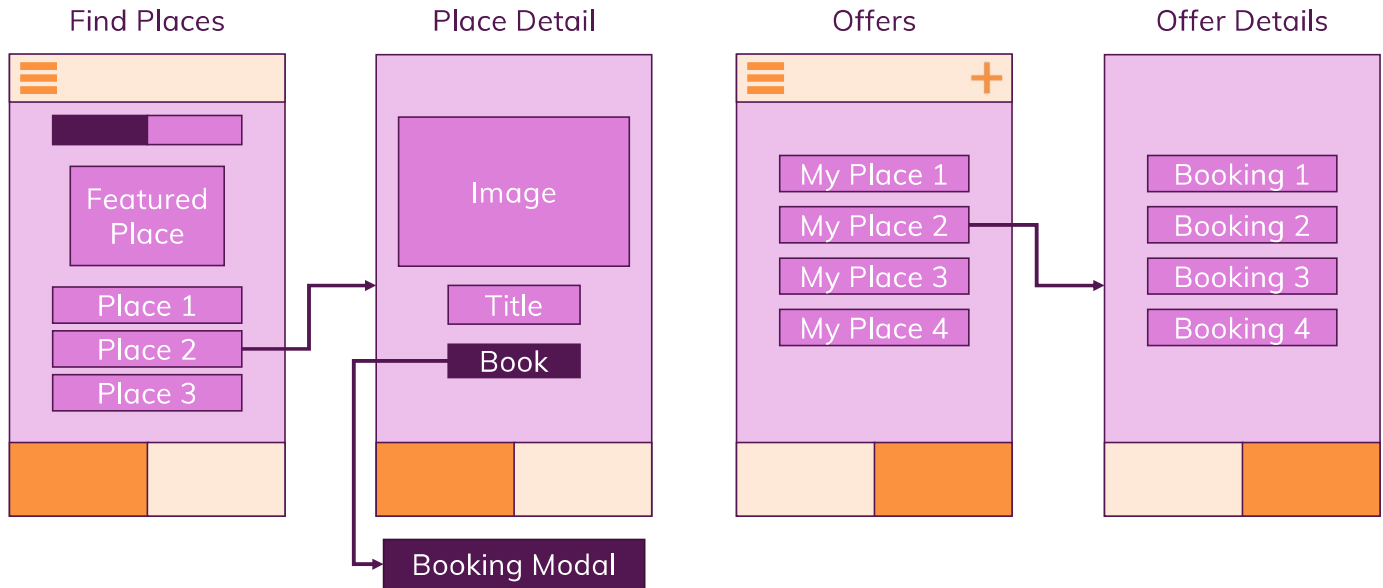 Find Places
Place Detail
Offers
Offer Details
Featured
Place
Place 1
Place 2
Place 3
Image
Title
Book
Booking Modal
My Place 1
My Place 2
My Place 3
My Place 4
Booking 1
Booking 2
Booking 3
Booking 4